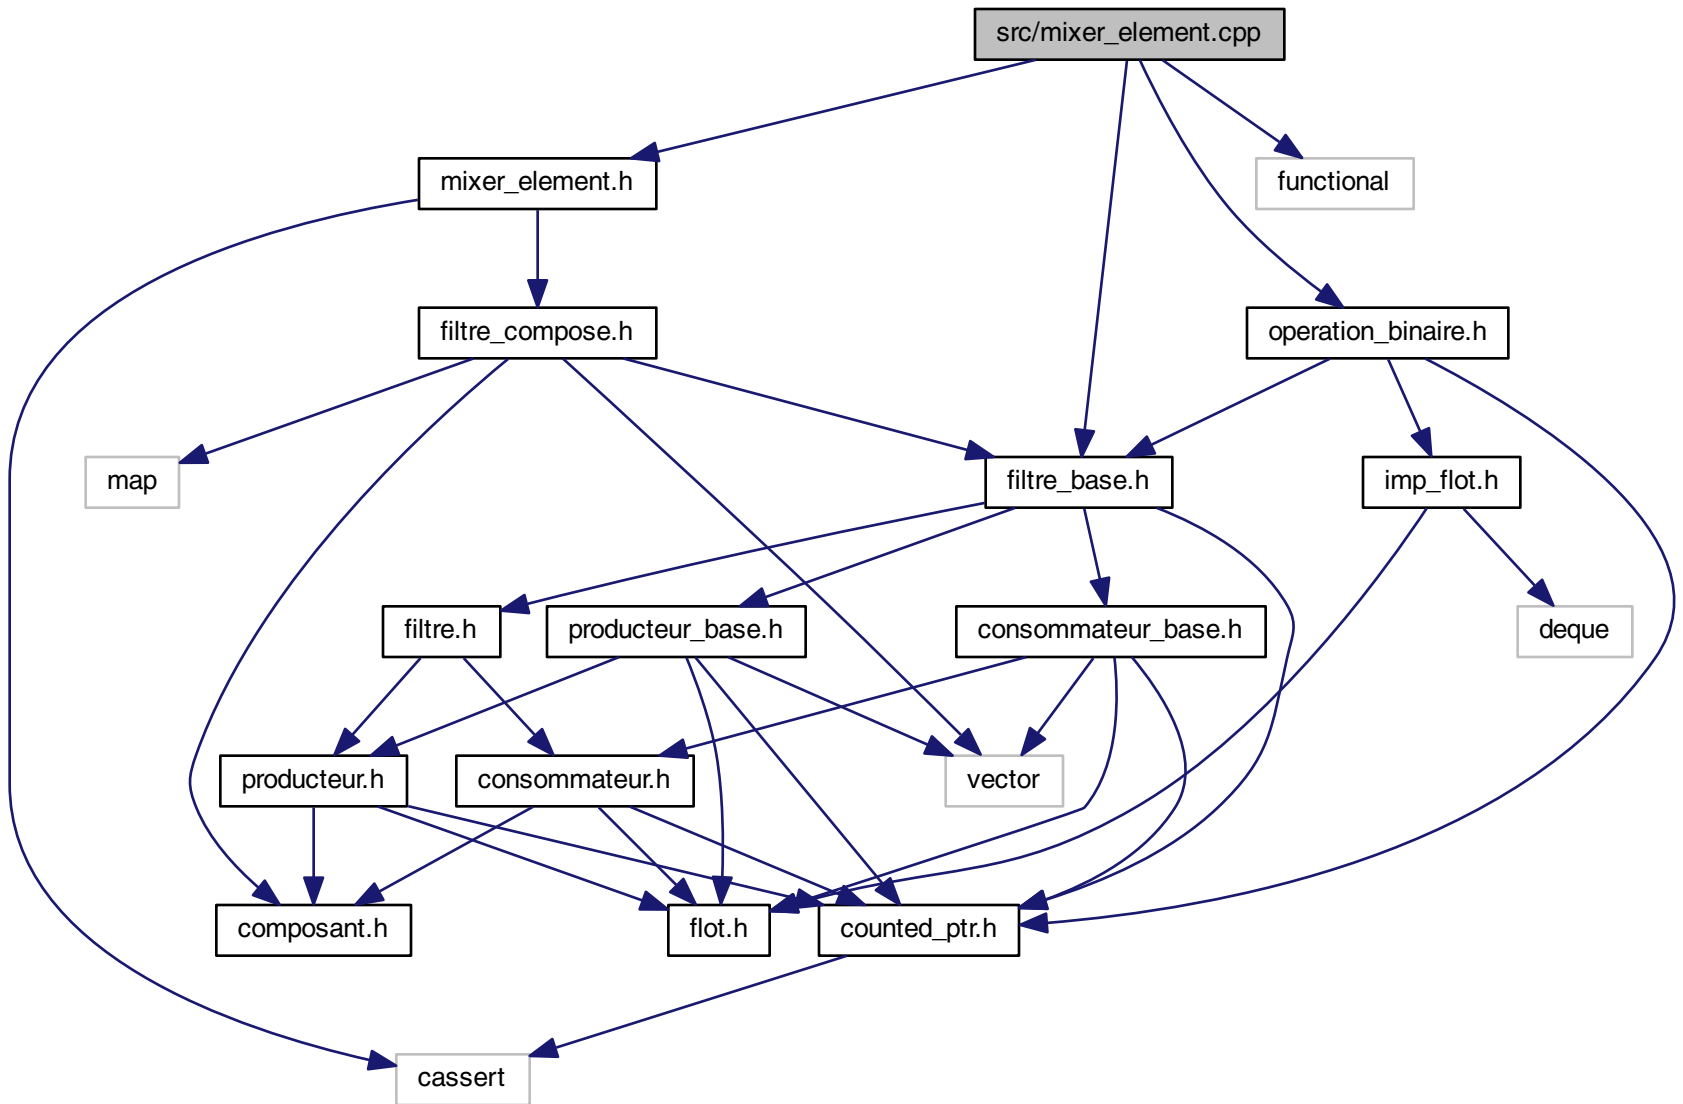 src/mixer_element.cpp
mixer_element.h
functional
filtre_compose.h
operation_binaire.h
map
filtre_base.h
imp_flot.h
filtre.h
producteur_base.h
consommateur_base.h
deque
producteur.h
consommateur.h
vector
composant.h
flot.h
counted_ptr.h
cassert